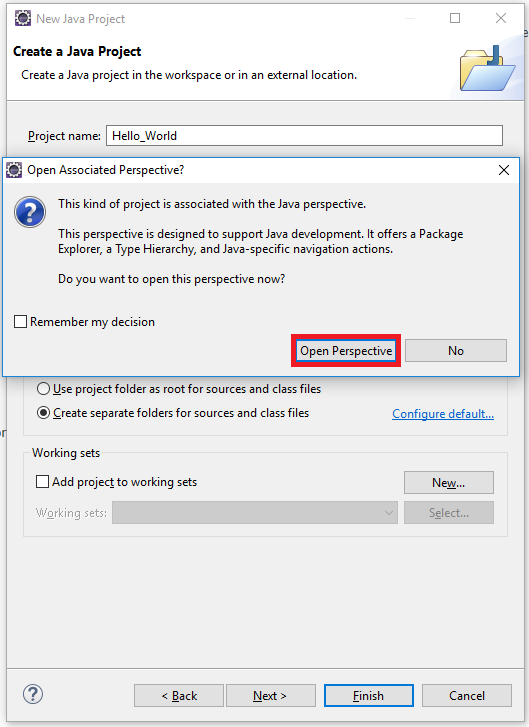 New Java Project
Create a Java Project
Create a Java project in the workspace or in an external location.
Project name: Hello_World
Open Associated Perspective?
This kind of project is associated with the Java perspective.
This perspective is designed to support Java development. It offers a Package
Explorer, a Type Hierarchy, and Java-specific navigation actions.
Do you want to open this perspective now?
Remember my decision
Open Perspective No
Use project folder as root for sources and class files
Create separate folders for sources and class files Configure default...
Working sets
Add project to working sets New...
Working sets: Select...
? < Back Next > Finish Cancel